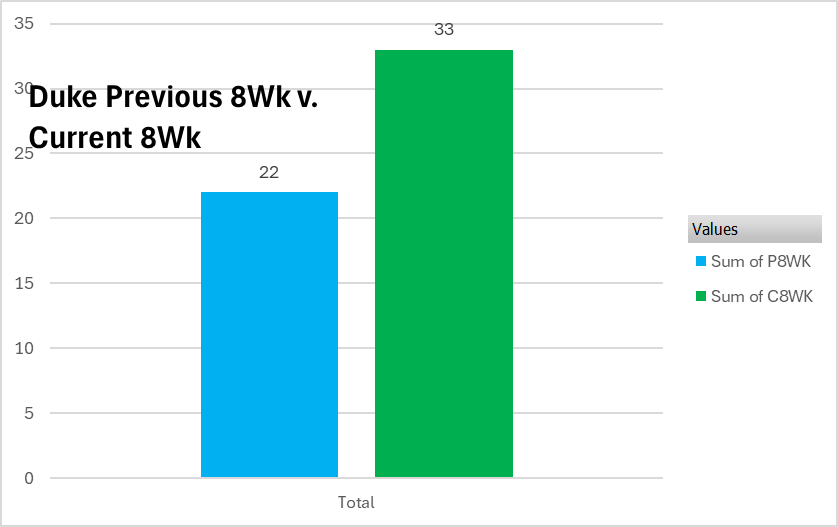 35
33
30
Duke Previous 8Wk v.
Current 8Wk
25
22
20
Values
15
Sum of P8WK
Sum of C8WK
10
5
0
Total